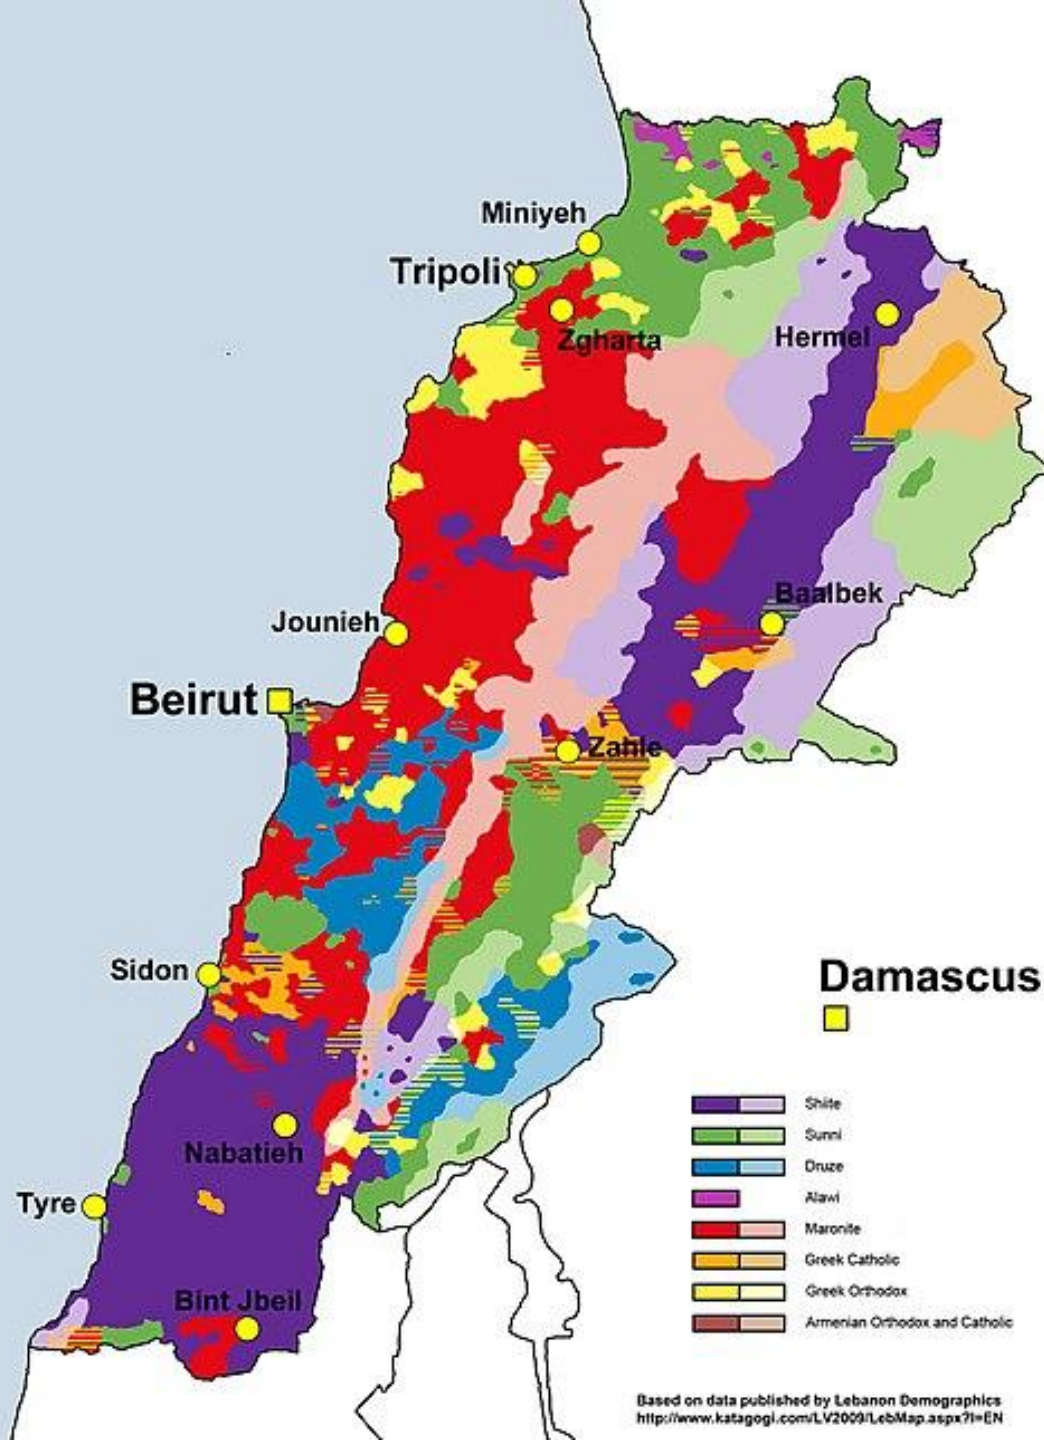 Miniyeh
Tripoli
Zgharta
Hermel
Baalbek
Jounieh
Beirut
Zahle
Sidon
Damascus
Nabatieh
Tyre
Bint Jbeil
Shiite
Sunni
Druze
Alawi
Maronite
Greek Catholic
Greek Orthodox
Armenian Orthodox and Catholic
Based on data published by Lebanon Demographics
http://www.katagogi.com/LV2009/LebMap.aspx?l=EN